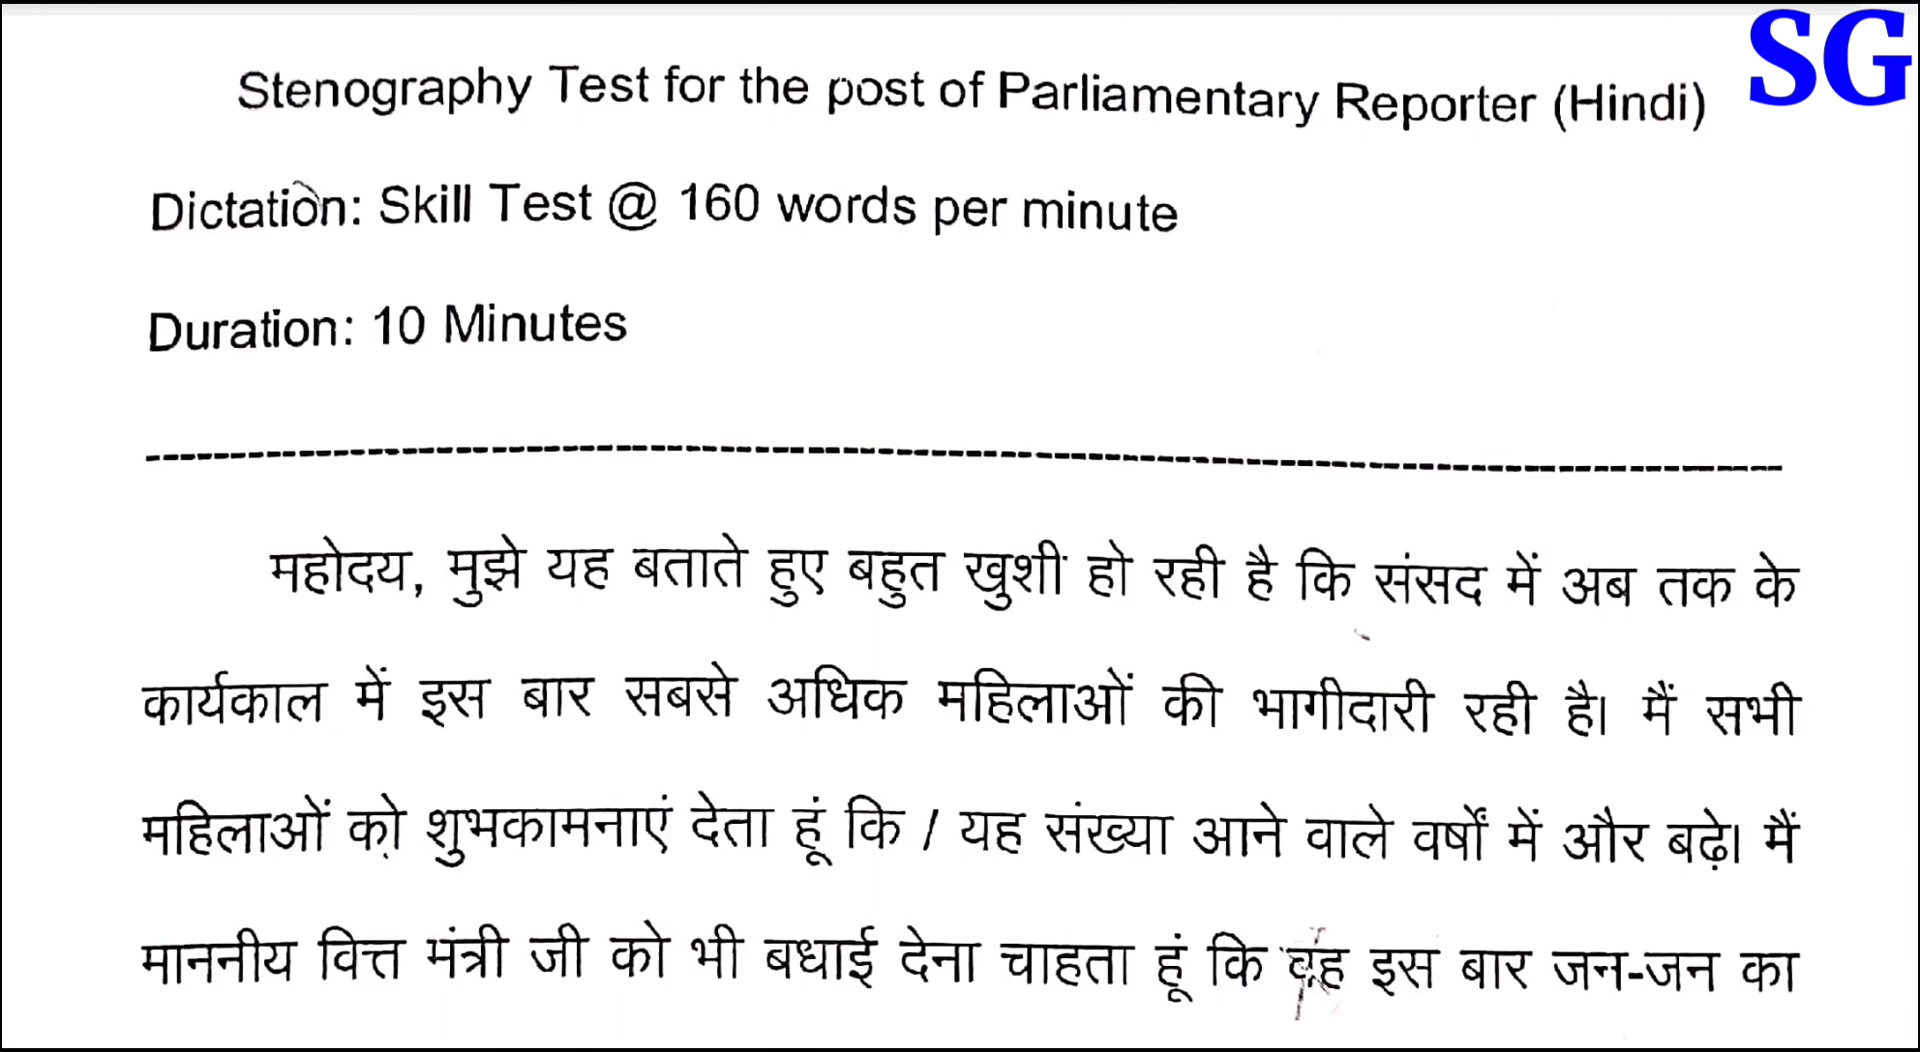 SG
Stenography Test for the post of Parliamentary Reporter (Hindi)
Dictation: Skill Test @ 160 words per minute
Duration: 10 Minutes
महोदय, मुझे यह बताते हुए बहुत खुशी हो रही है कि संसद में अब तक के
कार्यकाल में इस बार सबसे अधिक महिलाओं की भागीदारी रही है। मैं सभी
महिलाओं को शुभकामनाएं देता हूं कि / यह संख्या आने वाले वर्षों में और बढ़े। मैं
माननीय वित्त मंत्री जी को भी बधाई देना चाहता हूं कि वह इस बार जन-जन का